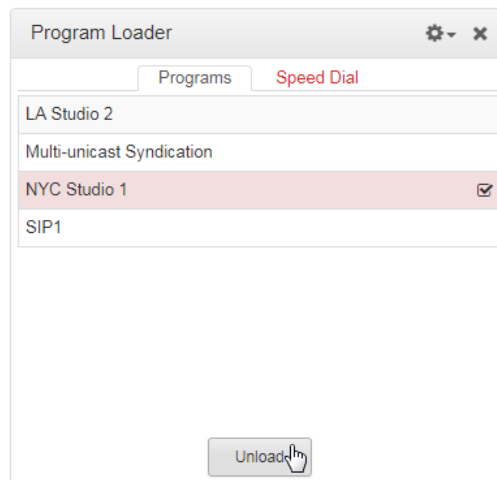 Program Loader
Programs Speed Dial
LA Studio 2
Multi-unicast Syndication
NYC Studio 1
SIP1
Unload